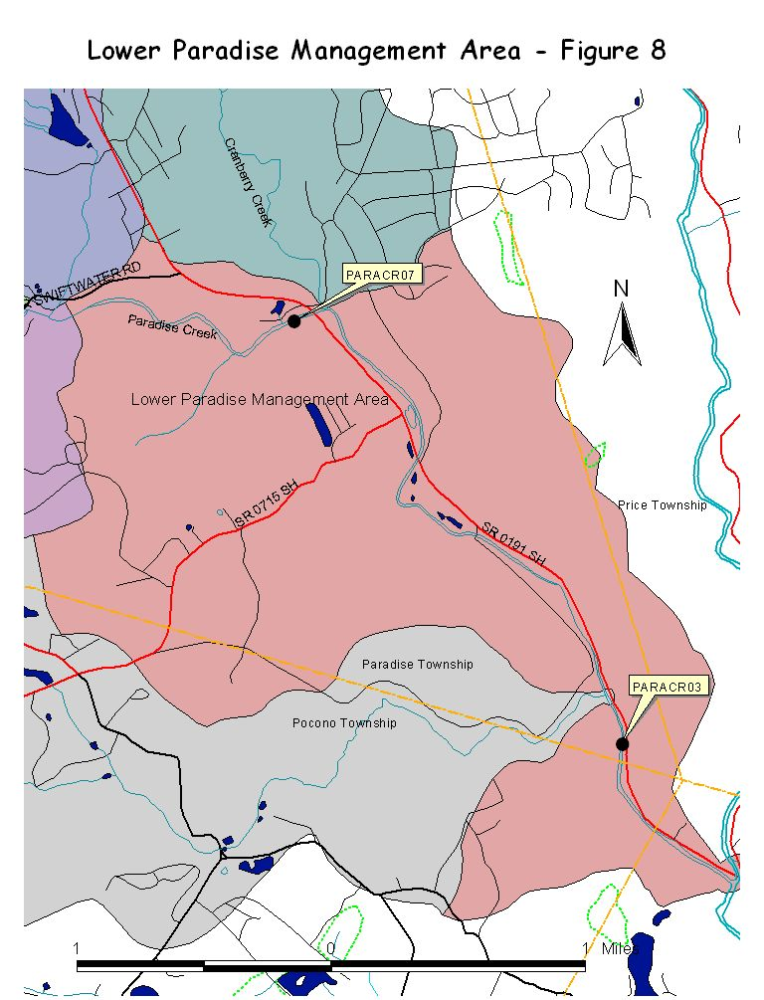 Lower Paradise Management Area - Figure 8
Cranberry Creek
PARACR07
SWIFTWATER RD
N
Paradise Creek
Lower Paradise Management Area
SR 0715 SH
Price Township
SR 0191 SH
Paradise Township
PARACR03
Pocono Township
1 0 1 Miles